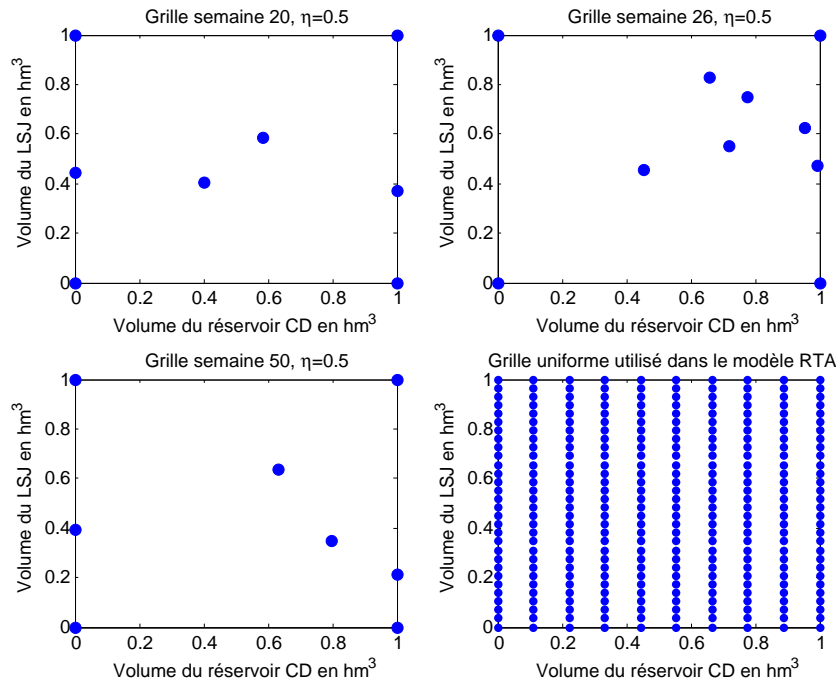 Grille semaine 20, η=0.5
1
0.8
0.6
0.4
0.2
0
0 0.2 0.4 0.6 0.8 1
Volume du LSJ en hm³
Volume du réservoir CD en hm³
Grille semaine 26, η=0.5
1
0.8
0.6
0.4
0.2
0
0 0.2 0.4 0.6 0.8 1
Volume du LSJ en hm³
Volume du réservoir CD en hm³
Grille semaine 50, η=0.5
1
0.8
0.6
0.4
0.2
0
0 0.2 0.4 0.6 0.8 1
Volume du LSJ en hm³
Volume du réservoir CD en hm³
Grille uniforme utilisé dans le modèle RTA
1
0.8
0.6
0.4
0.2
0
0 0.2 0.4 0.6 0.8 1
Volume du LSJ en hm³
Volume du réservoir CD en hm³